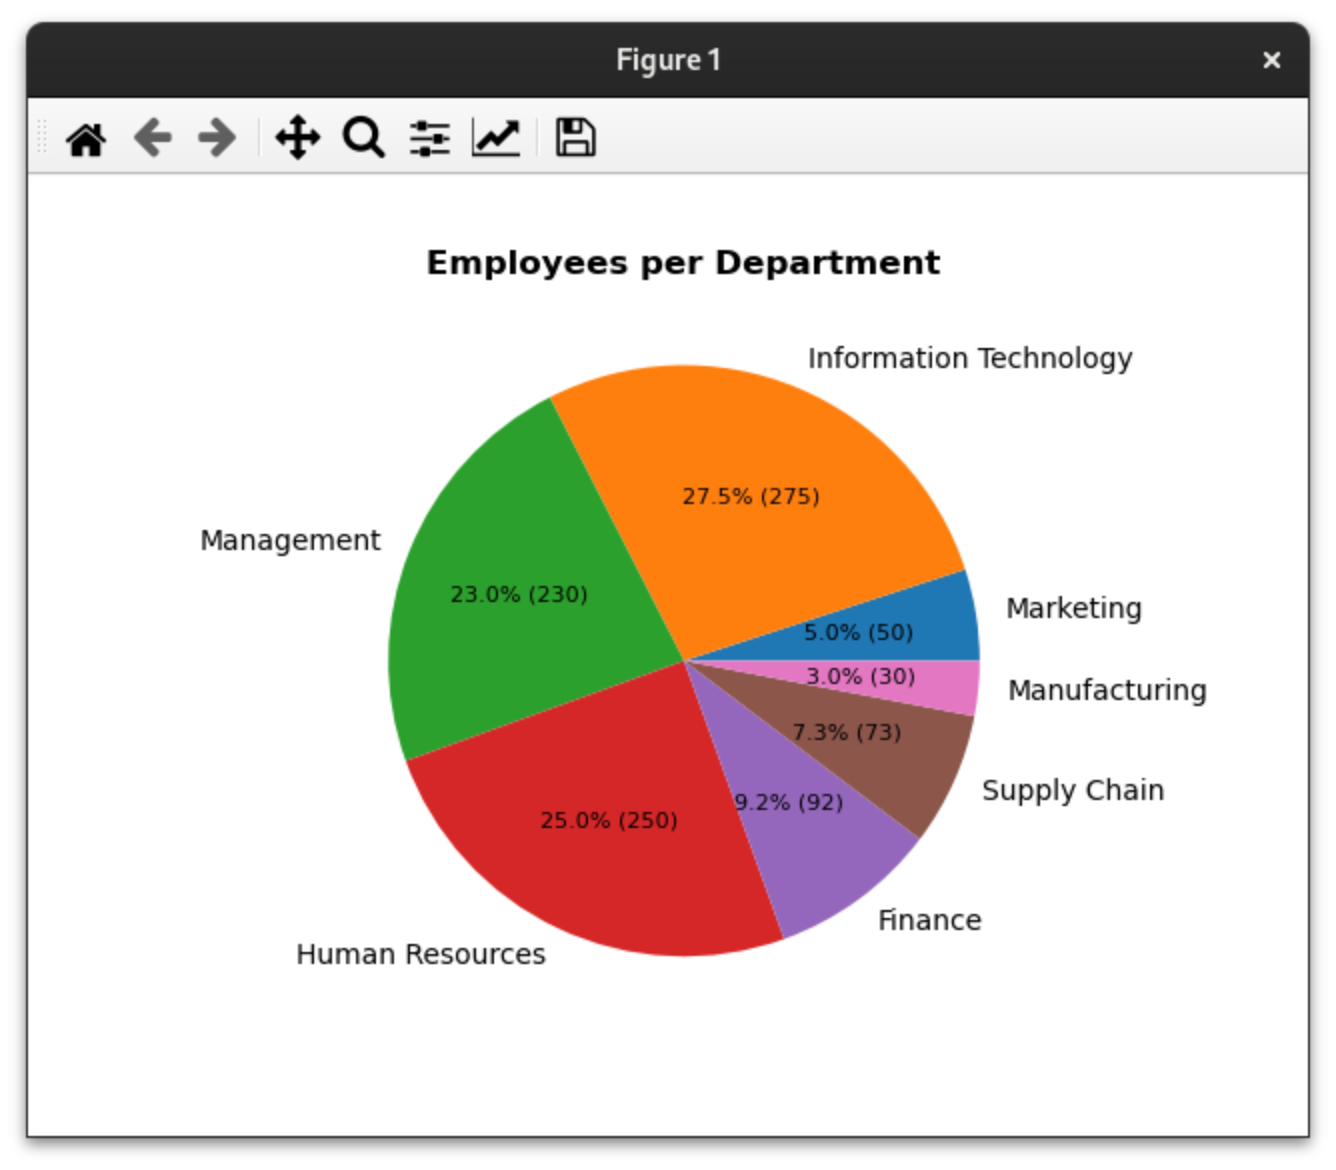 Figure 1
Employees per Department
Information Technology
27.5% (275)
Management
23.0% (230)
Marketing
5.0% (50)
3.0% (30)
Manufacturing
7.3% (73)
Supply Chain
9.2% (92)
25.0% (250)
Finance
Human Resources